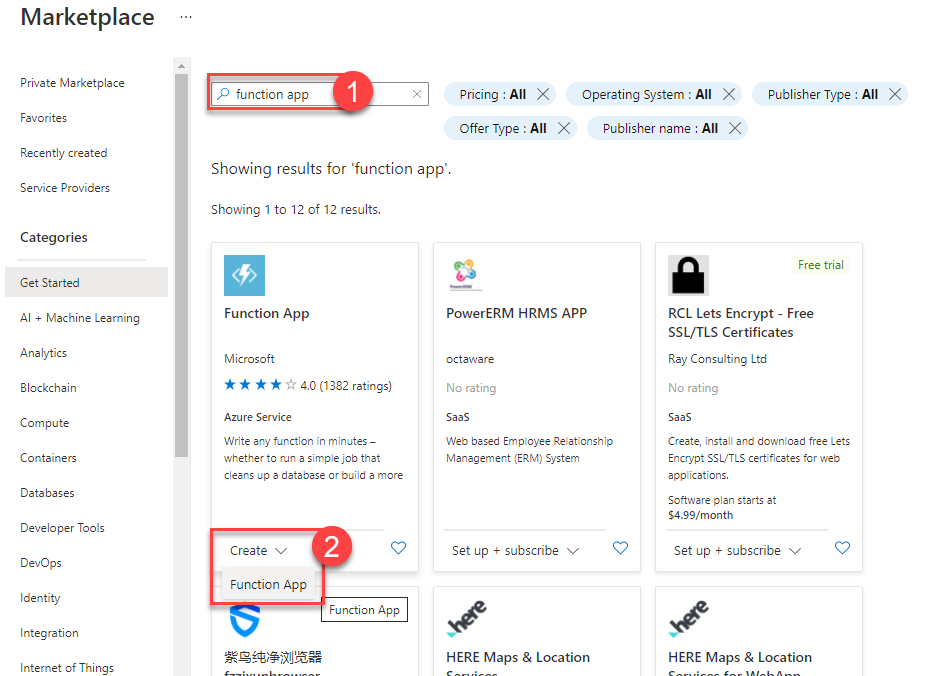 Marketplace ...
Private Marketplace
Favorites
Recently created
Service Providers
Categories
Get Started
AI + Machine Learning
Analytics
Blockchain
Compute
Containers
Databases
Developer Tools
DevOps
Identity
Integration
Internet of Things
function app
1
Pricing : All
Operating System : All
Publisher Type : All
Offer Type : All
Publisher name : All
Showing results for 'function app'.
Showing 1 to 12 of 12 results.
Function App
Microsoft
4.0 (1382 ratings)
Azure Service
Write any function in minutes –
whether to run a simple job that
cleans up a database or build a more
Create
2
Function App
Function App
PowerERM
PowerERM HRMS APP
octaware
No rating
SaaS
Web based Employee Relationship
Management (ERM) System
Set up + subscribe
Free trial
RCL Lets Encrypt - Free
SSL/TLS Certificates
Ray Consulting Ltd
No rating
SaaS
Create, install and download free Lets
Encrypt SSL/TLS certificates for web
applications.
Software plan starts at
$4.99/month
Set up + subscribe
紫鸟纯净浏览器
fzzixunbrowser
here
HERE Maps & Location
Services
here
HERE Maps & Location
Services for WebApp